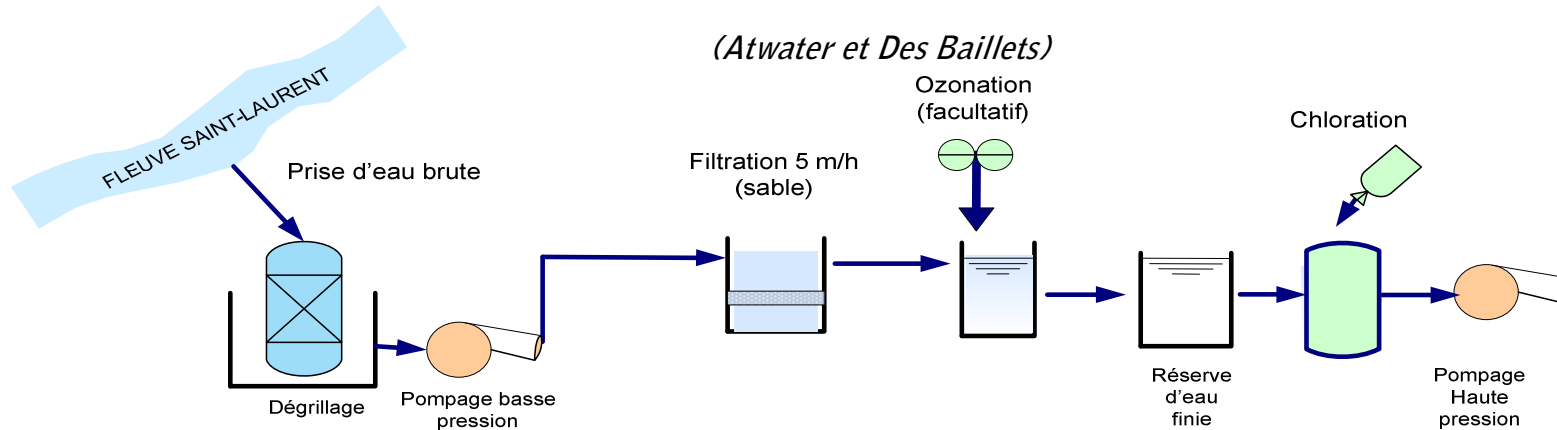 (Atwater et Des Baillets)
FLEUVE SAINT-LAURENT
Prise d'eau brute
Dégrillage
Pompage basse
pression
Filtration 5 m/h
(sable)
Ozonation
(facultatif)
Réserve
d'eau
finie
Chloration
Pompage
Haute
pression